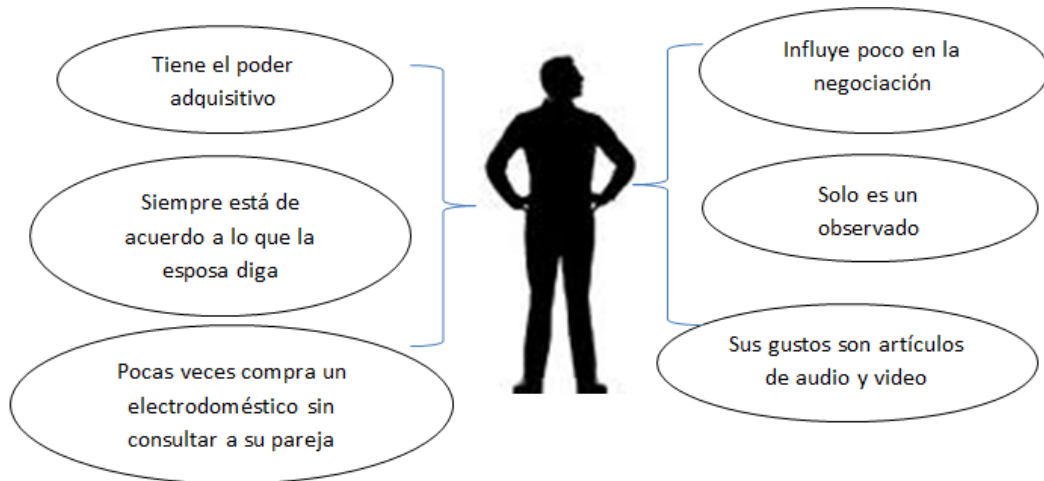 Tiene el poder
adquisitivo
Siempre está de
acuerdo a lo que la
esposa diga
Pocas veces compra un
electrodoméstico sin
consultar a su pareja
Influye poco en la
negociación
Solo es un
observado
Sus gustos son artículos
de audio y video